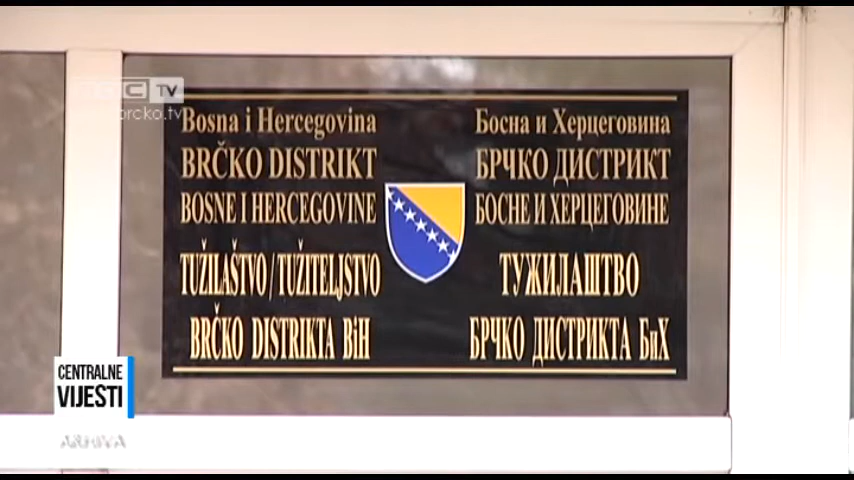 TV
brcko.tv
Bosna i Hercegovina
BRČKO DISTRIKT
BOSNE I HERCEGOVINE
TUŽILAŠTVO / TUŽITELJSTVO
BRČKO DISTRIKTA BiH
Босна и Херцеговина
БРЧКО ДИСТРИКТ
БОСНЕ И ХЕРЦЕГОВИНЕ
ТУЖИЛАШТВО
БРЧКО ДИСТРИКТА БиХ
CENTRALNE
VIJESTI
ARHIVA